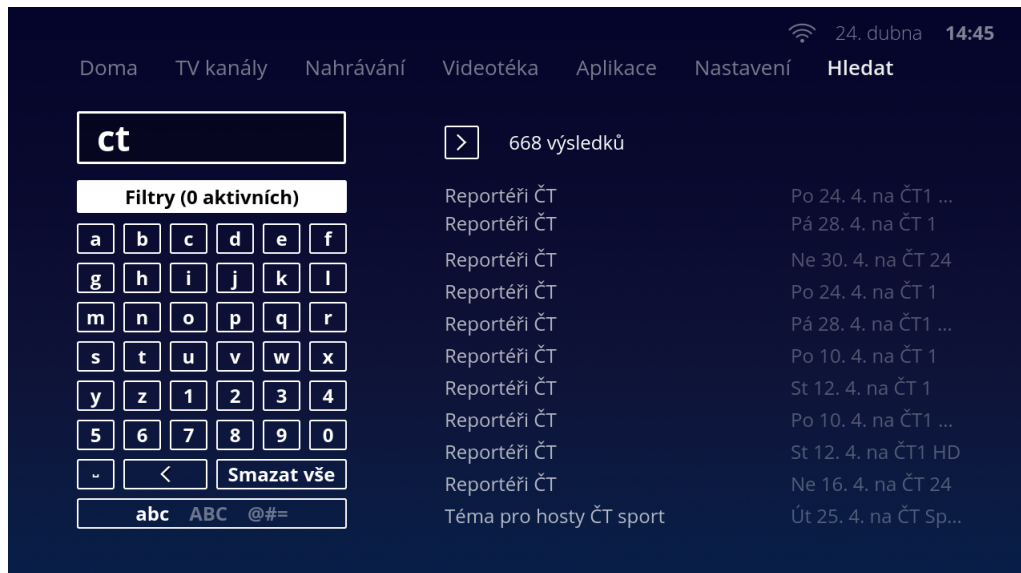 24. dubna 14:45
Doma TV kanály Nahrávání Videotéka Aplikace Nastavení Hledat
ct
668 výsledků
Filtry (0 aktivních)
a b c d e f
g h i j k l
m n o p q r
s t u v w x
y z 1 2 3 4
5 6 7 8 9 0
Smazat vše
abc ABC @#=
Reportéři ČT Po 24. 4. na ČT1 ...
Reportéři ČT Pá 28. 4. na ČT 1
Reportéři ČT Ne 30. 4. na ČT 24
Reportéři ČT Po 24. 4. na ČT 1
Reportéři ČT Pá 28. 4. na ČT1 ...
Reportéři ČT Po 10. 4. na ČT 1
Reportéři ČT St 12. 4. na ČT 1
Reportéři ČT Po 10. 4. na ČT1 ...
Reportéři ČT St 12. 4. na ČT1 HD
Reportéři ČT Ne 16. 4. na ČT 24
Téma pro hosty ČT sport Út 25. 4. na ČT Sp...